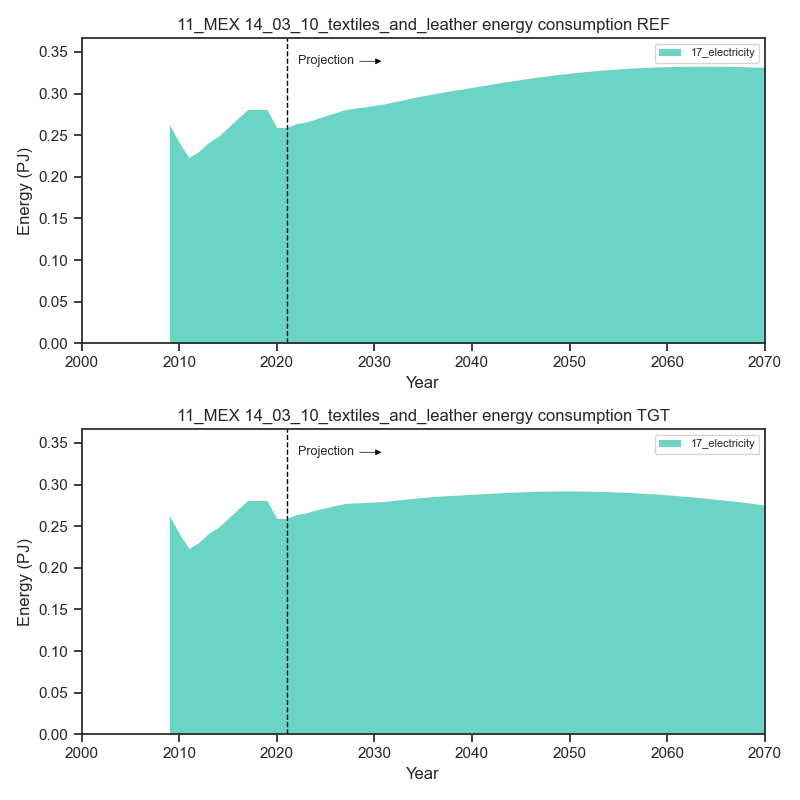 11_MEX 14_03_10_textiles_and_leather energy consumption REF
0.35
0.30
0.25
0.20
0.15
0.10
0.05
0.00
Energy (PJ)
Projection
17_electricity
2000 2010 2020 2030 2040 2050 2060 2070
Year
11_MEX 14_03_10_textiles_and_leather energy consumption TGT
0.35
0.30
0.25
0.20
0.15
0.10
0.05
0.00
Energy (PJ)
Projection
17_electricity
2000 2010 2020 2030 2040 2050 2060 2070
Year